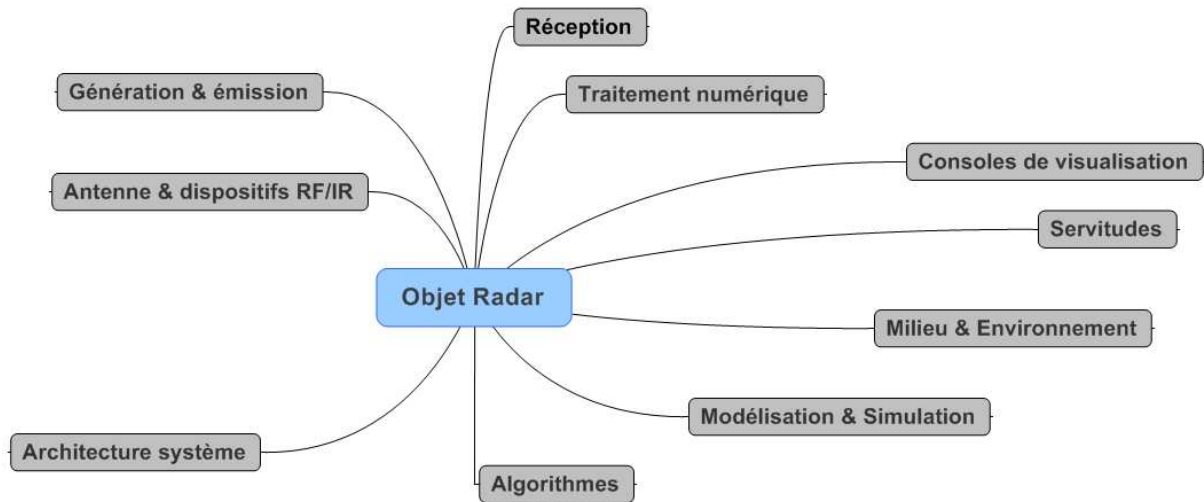 Réception
Génération & émission
Traitement numérique
Consoles de visualisation
Antenne & dispositifs RF/IR
Servitudes
Objet Radar
Milieu & Environnement
Modélisation & Simulation
Architecture système
Algorithmes